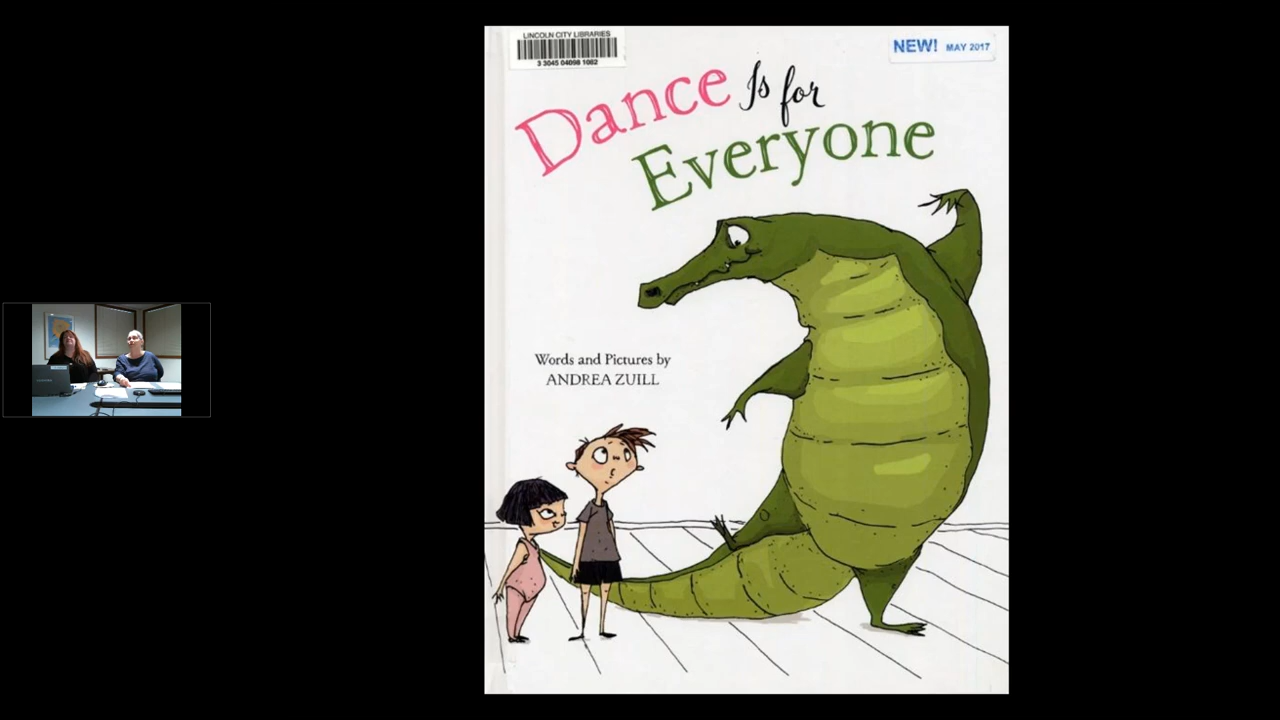 LINCOLN CITY LIBRARIES
3 3045 04098 1082
NEW! MAY 2017
Dance Is for
Everyone
Words and Pictures by
ANDREA ZUILL